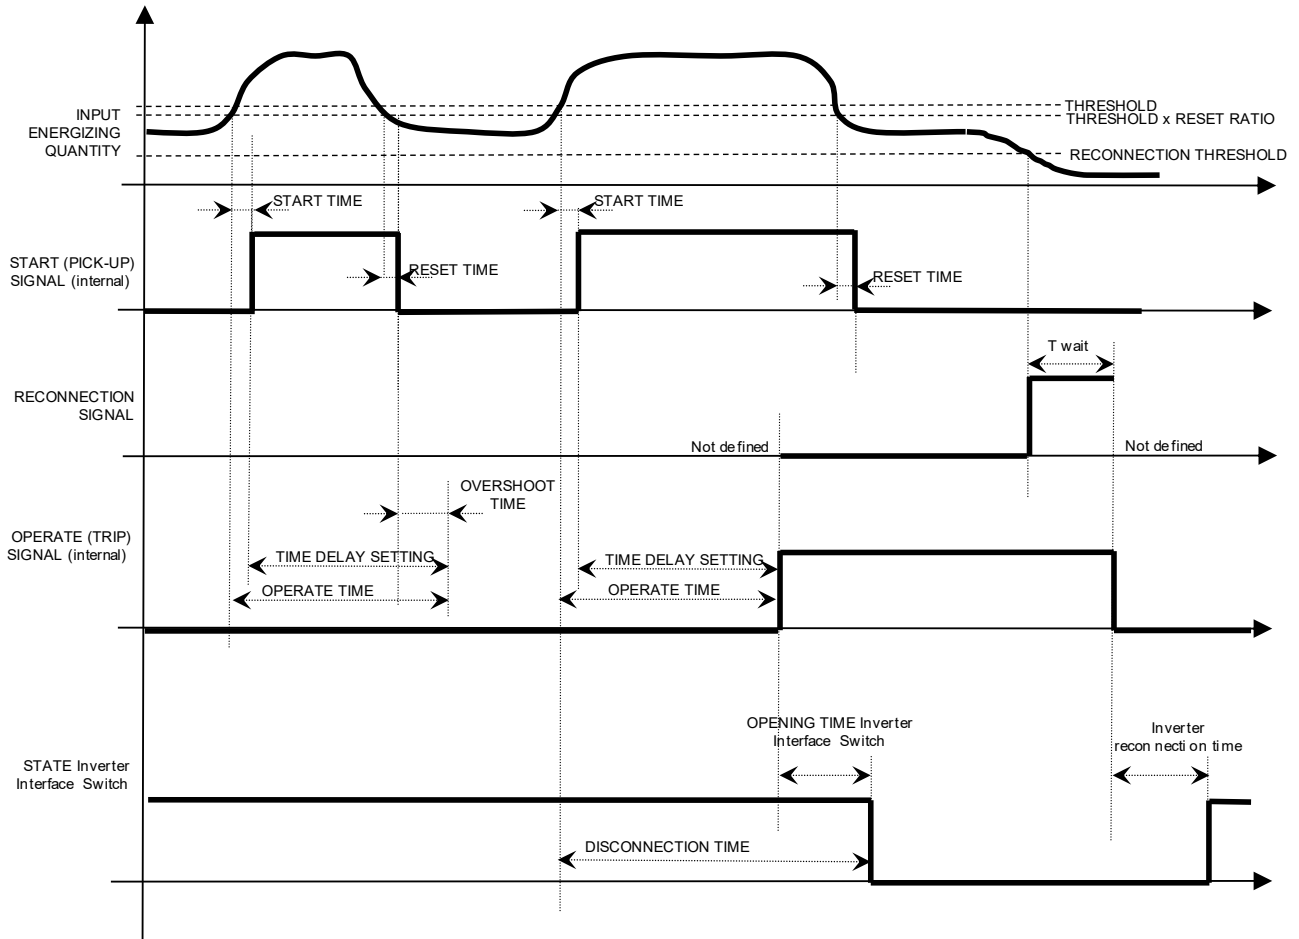 THRESHOLD
THRESHOLD x RESET RATIO
INPUT
ENERGIZING
QUANTITY
RECONNECTION THRESHOLD
START TIME
START TIME
START (PICK-UP)
SIGNAL (internal)
RESET TIME
RESET TIME
T wait
RECONNECTION
SIGNAL
Not defined
Not defined
OVERSHOOT
TIME
OPERATE (TRIP)
SIGNAL (internal)
TIME DELAY SETTING
TIME DELAY SETTING
OPERATE TIME
OPERATE TIME
OPENING TIME Inverter
Interface Switch
Inverter
reconnection time
STATE Inverter
Interface Switch
DISCONNECTION TIME